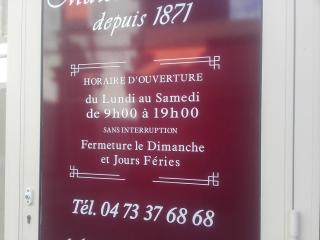 depuis 1871
HORAIRE D'OUVERTURE
du Lundi au Samedi
de 9h00 à 19h00
SANS INTERRUPTION
Fermeture le Dimanche
et Jours Féries
Tél. 04 73 37 68 68